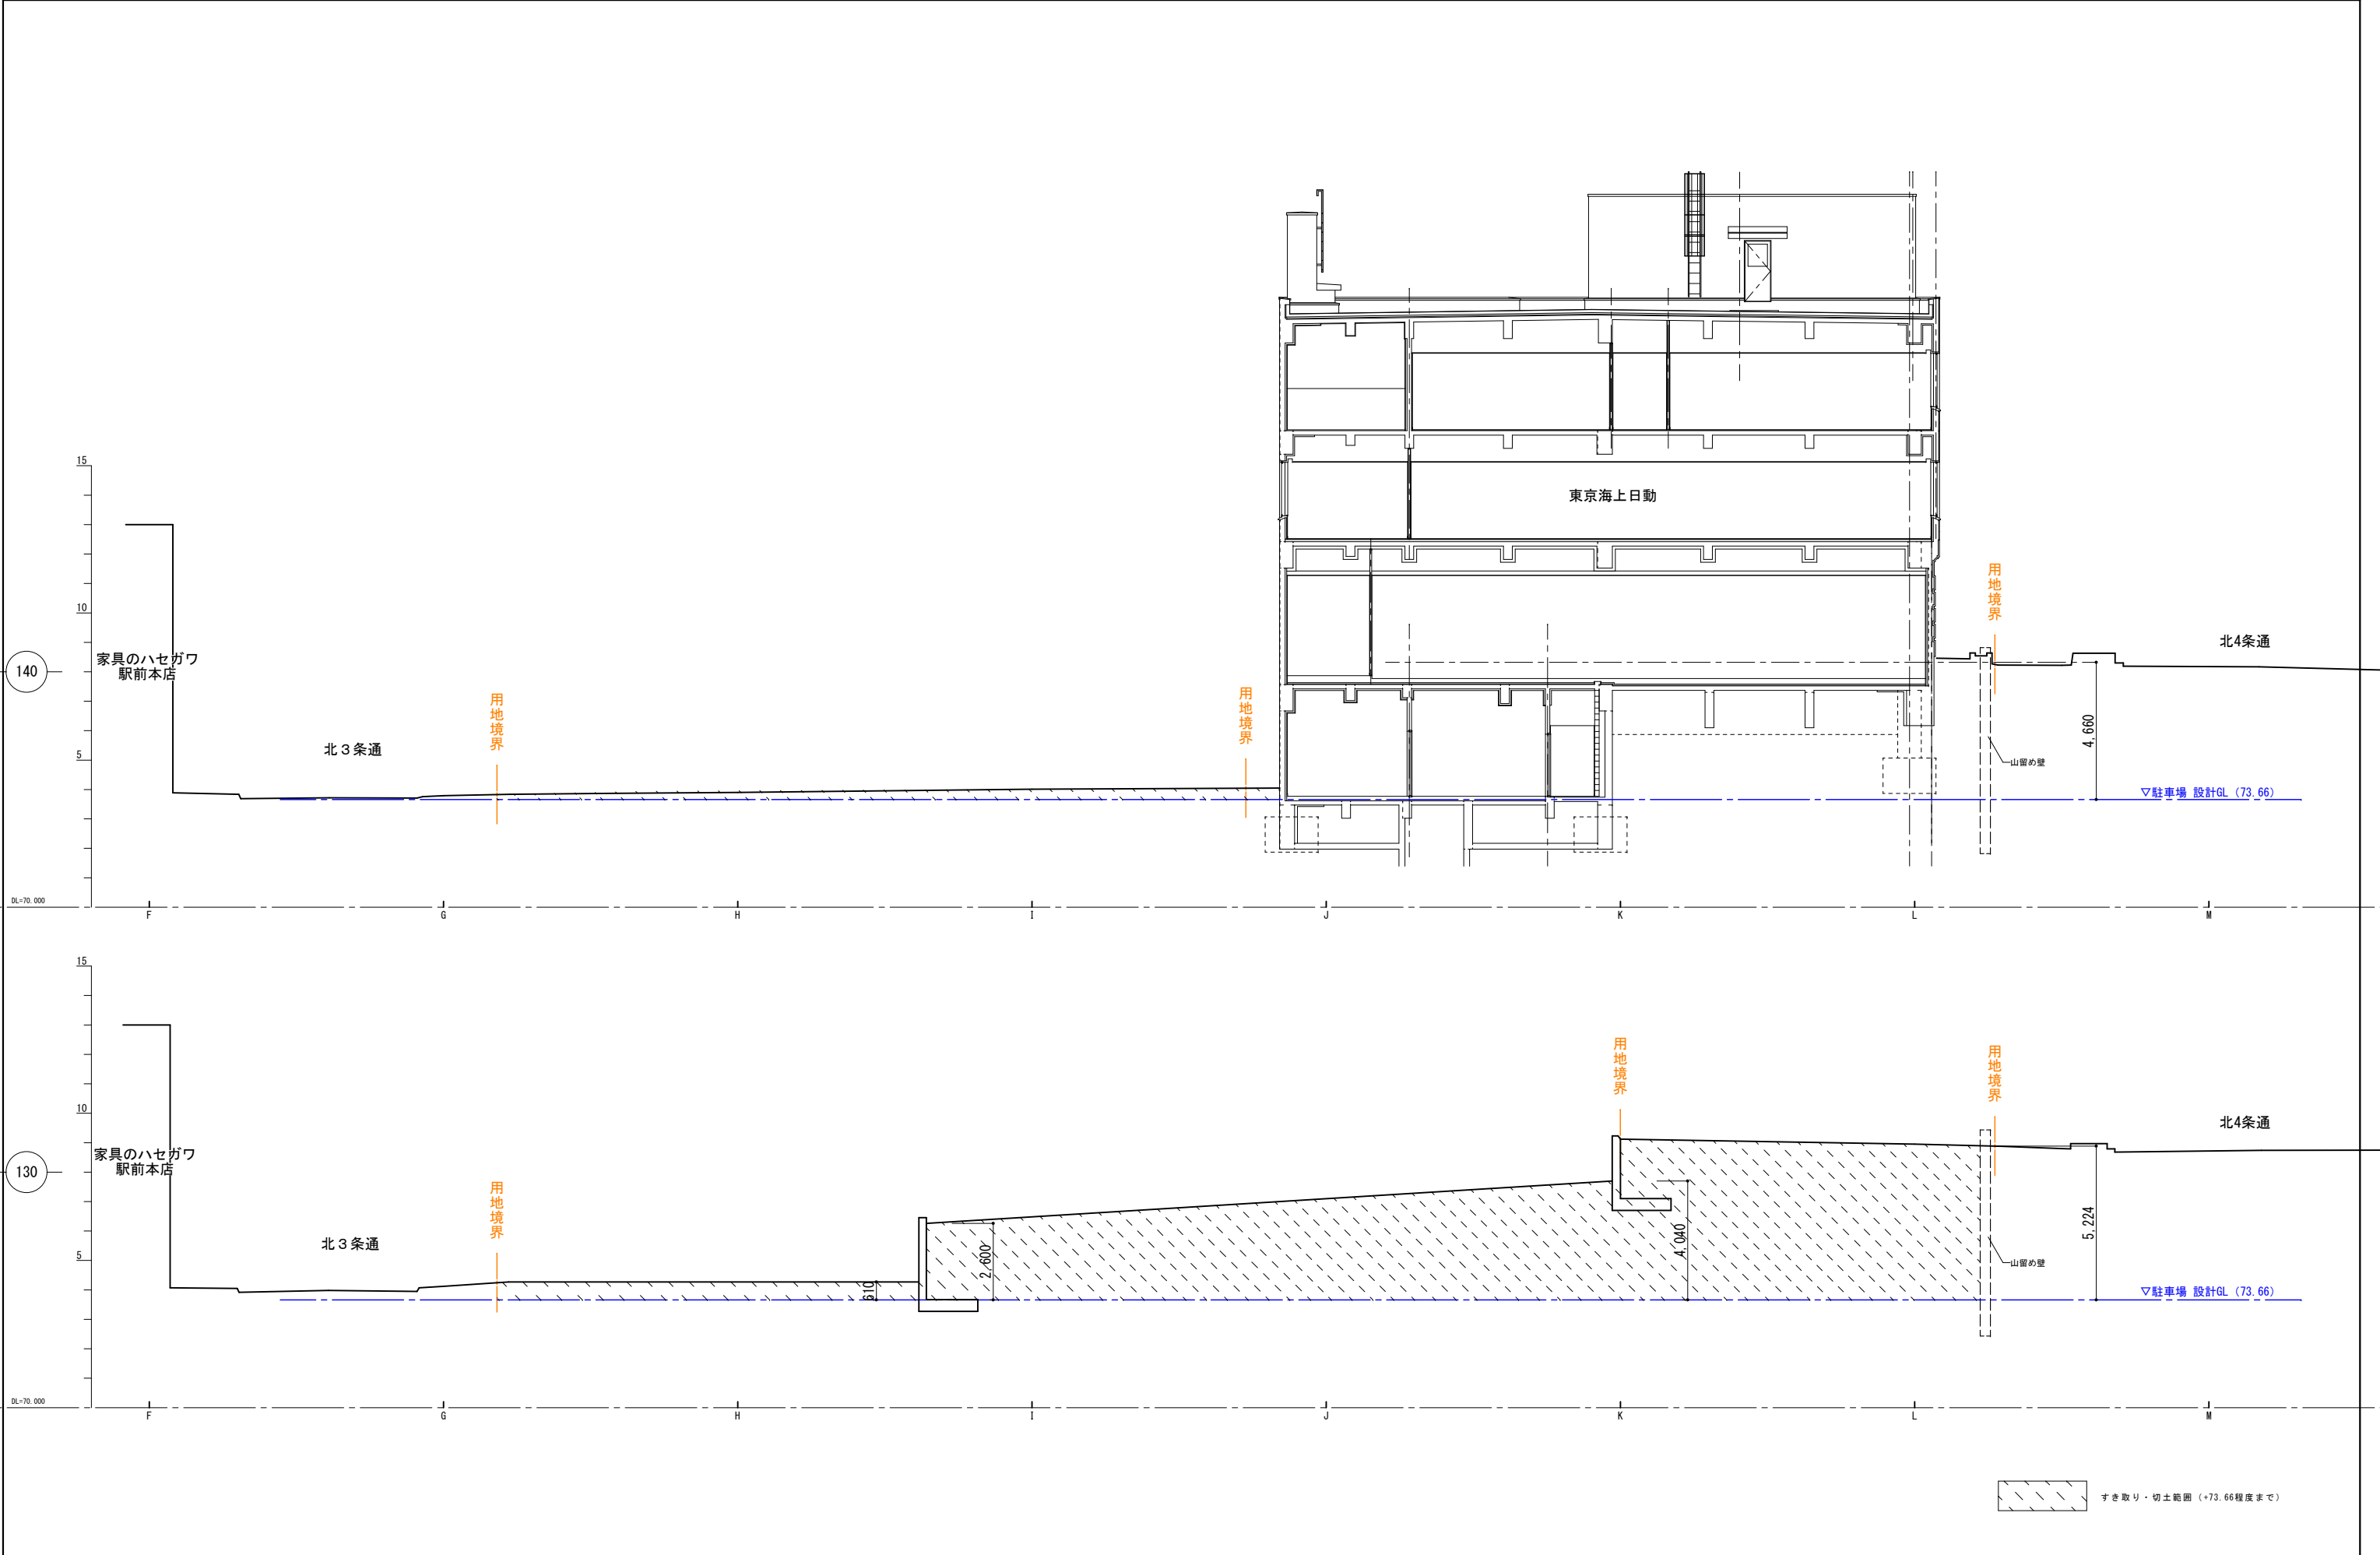 15
10
5
140
家具のハセガワ
駅前本店
北３条通
用地境界
用地境界
東京海上日動
用地境界
北4条通
4,660
山留め壁
▽駐車場 設計GL (73.66)
DL=70.000
F G H I J K L M
15
10
5
130
家具のハセガワ
駅前本店
北３条通
用地境界
610
2,600
用地境界
4,040
用地境界
北4条通
5,224
山留め壁
▽駐車場 設計GL (73.66)
DL=70.000
F G H I J K L M
すき取り・切土範囲（+73.66程度まで）